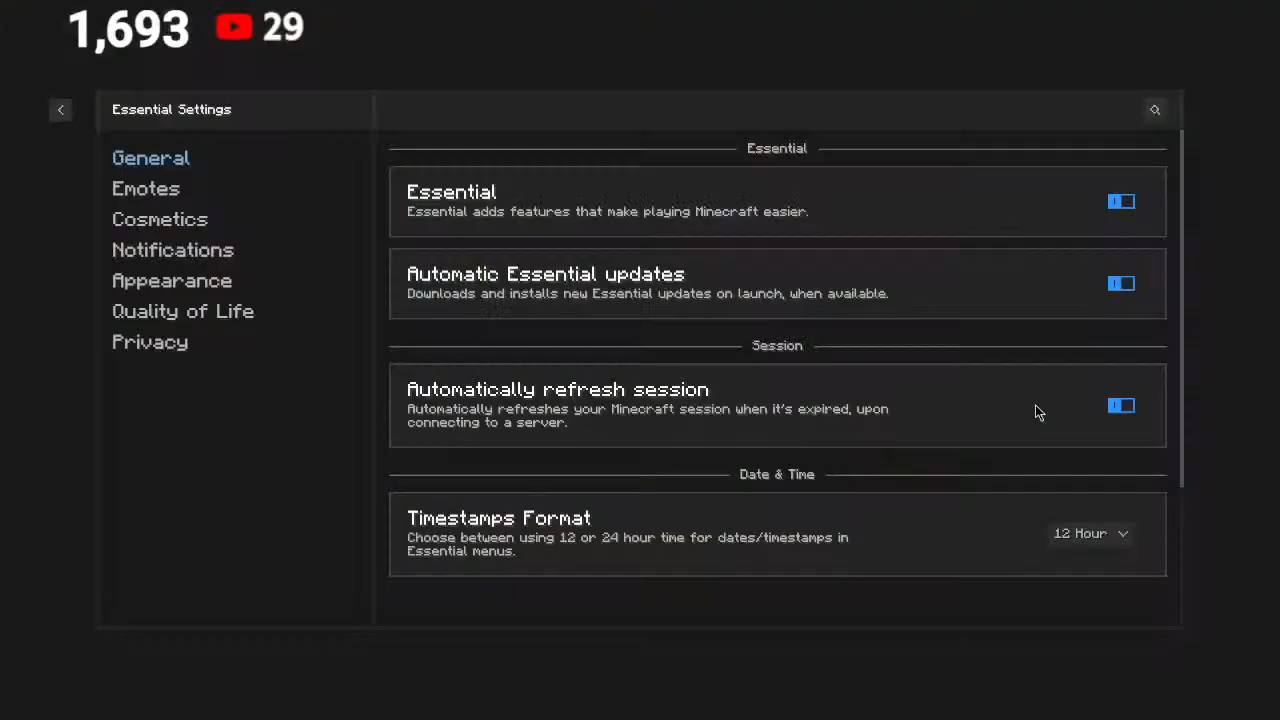 1,693 29
Essential Settings
General
Emotes
Cosmetics
Notifications
Appearance
Quality of Life
Privacy
Essential
Essential
Essential adds features that make playing Minecraft easier.
Automatic Essential updates
Downloads and installs new Essential updates on launch, when available.
Session
Automatically refresh session
Automatically refreshes your Minecraft session when it's expired, upon
connecting to a server.
Date & Time
Timestamps Format
Choose between using 12 or 24 hour time for dates/timestamps in
Essential menus.
12 Hour